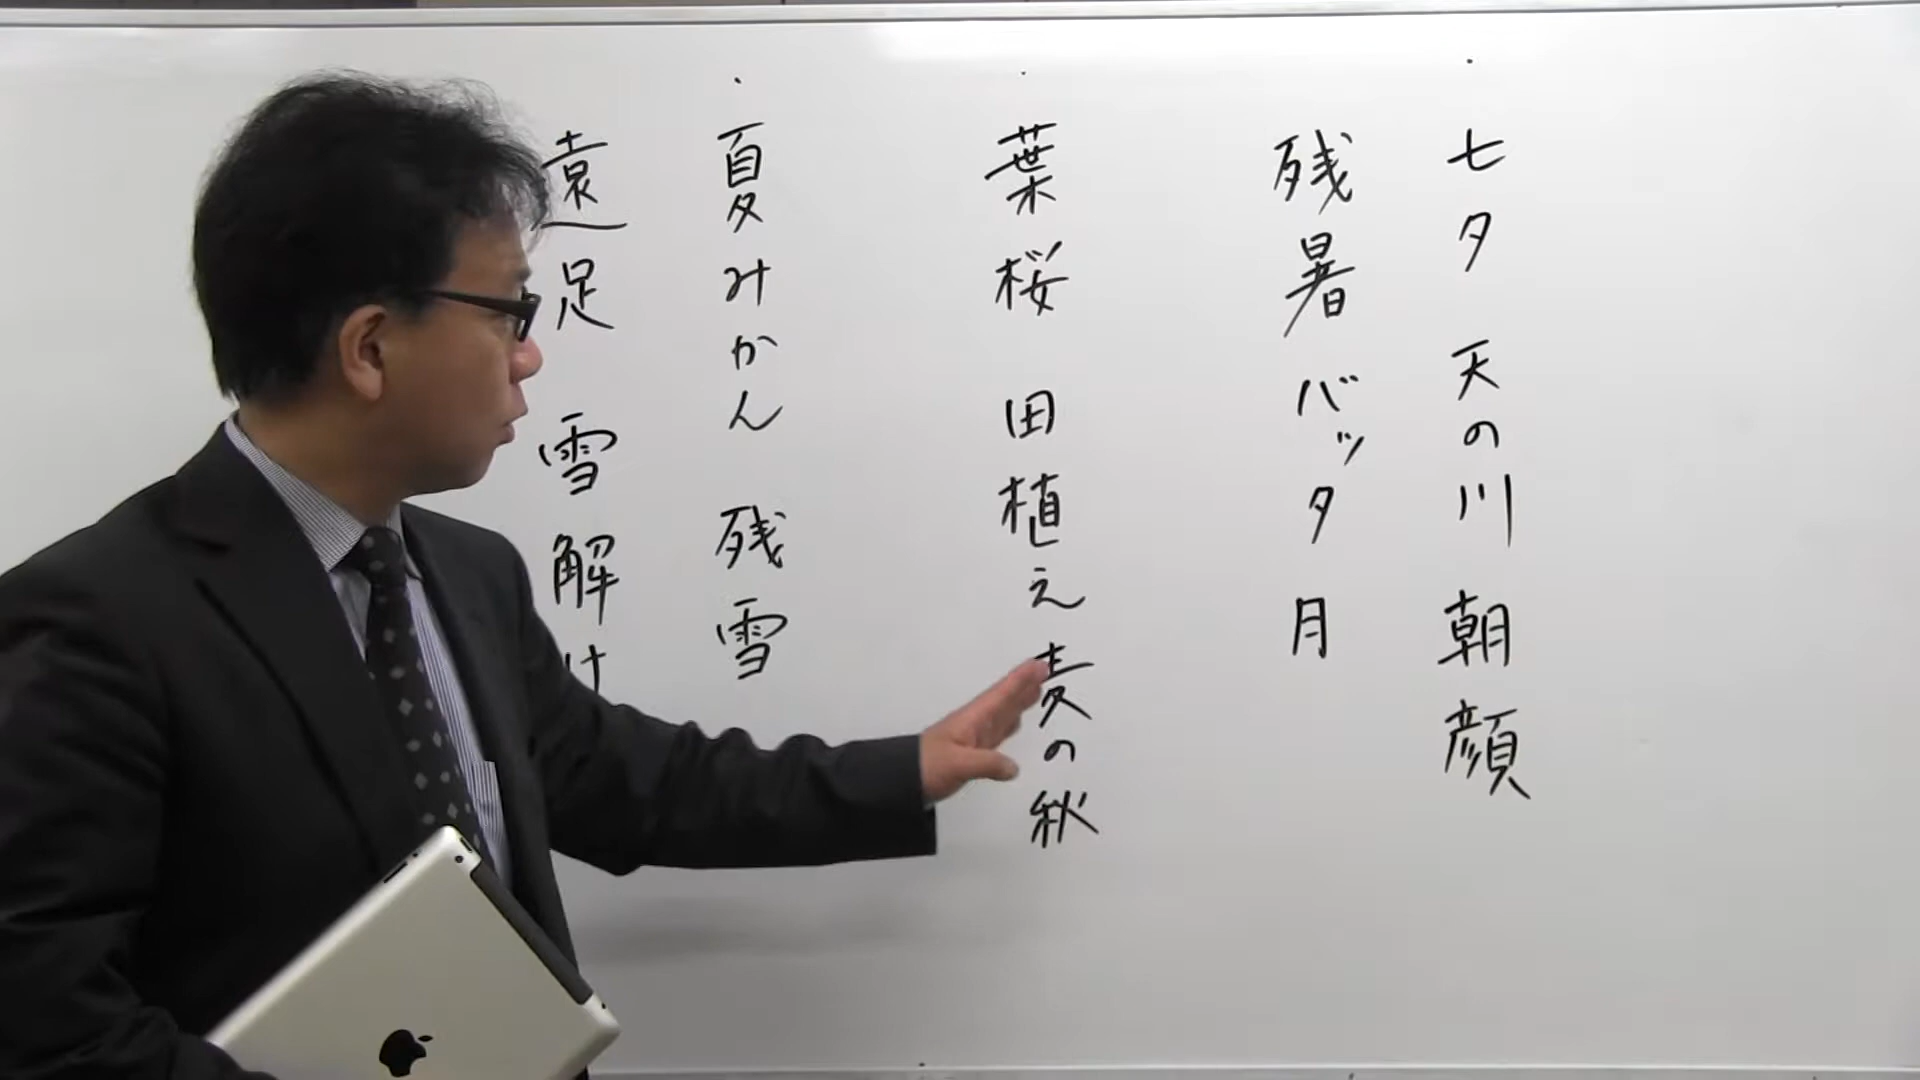 七夕 天の川 朝顔
残暑 バッタ 月
葉桜 田植え 麦の秋
夏みかん 残雪
遠足 雪解け